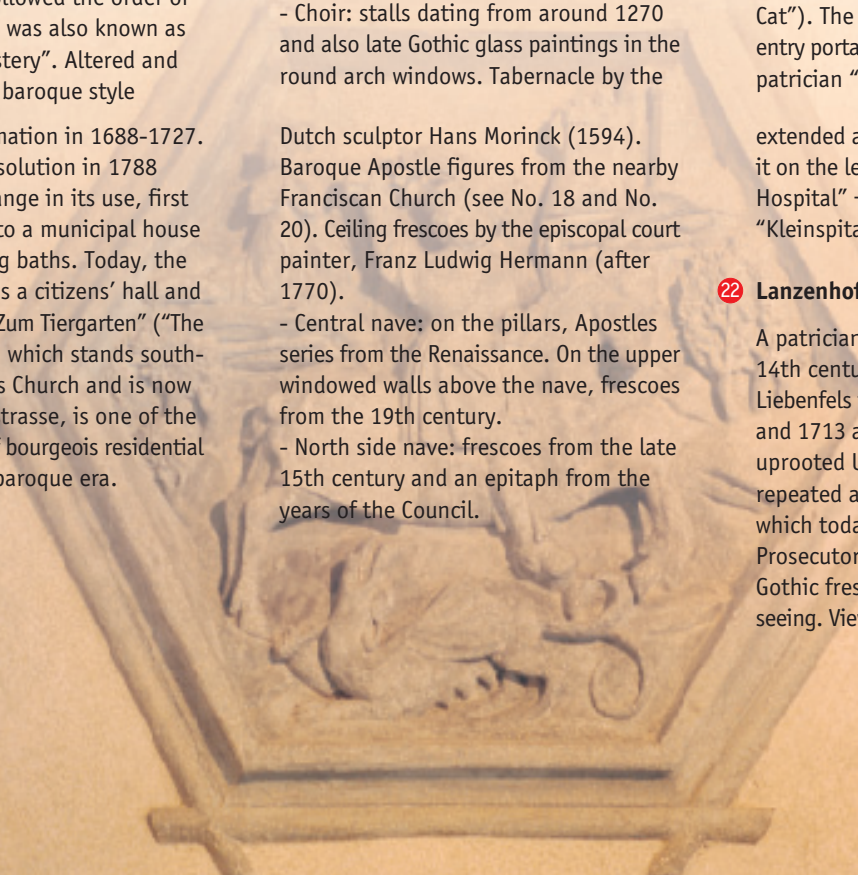 was also known as
stery”. Altered and
baroque style
nation in 1688-1727.
solution in 1788
ange in its use, first
to a municipal house
g baths. Today, the
s a citizens’ hall and
Zum Tiergarten” (“The
which stands south-
s Church and is now
trasse, is one of the
f bourgeois residential
baroque era.
- Choir: stalls dating from around 1270
and also late Gothic glass paintings in the
round arch windows. Tabernacle by the
Dutch sculptor Hans Morinck (1594).
Baroque Apostle figures from the nearby
Franciscan Church (see No. 18 and No.
20). Ceiling frescoes by the episcopal court
painter, Franz Ludwig Hermann (after
1770).
- Central nave: on the pillars, Apostles
series from the Renaissance. On the upper
windowed walls above the nave, frescoes
from the 19th century.
- North side nave: frescoes from the late
15th century and an epitaph from the
years of the Council.
Cat”). The
entry porta
patrician “
extended a
it on the le
Hospital” -
“Kleinspita
22 Lanzenhof
A patrician
14th centu
Liebenfels
and 1713 a
uprooted U
repeated a
which toda
Prosecutor
Gothic fres
seeing. Vie